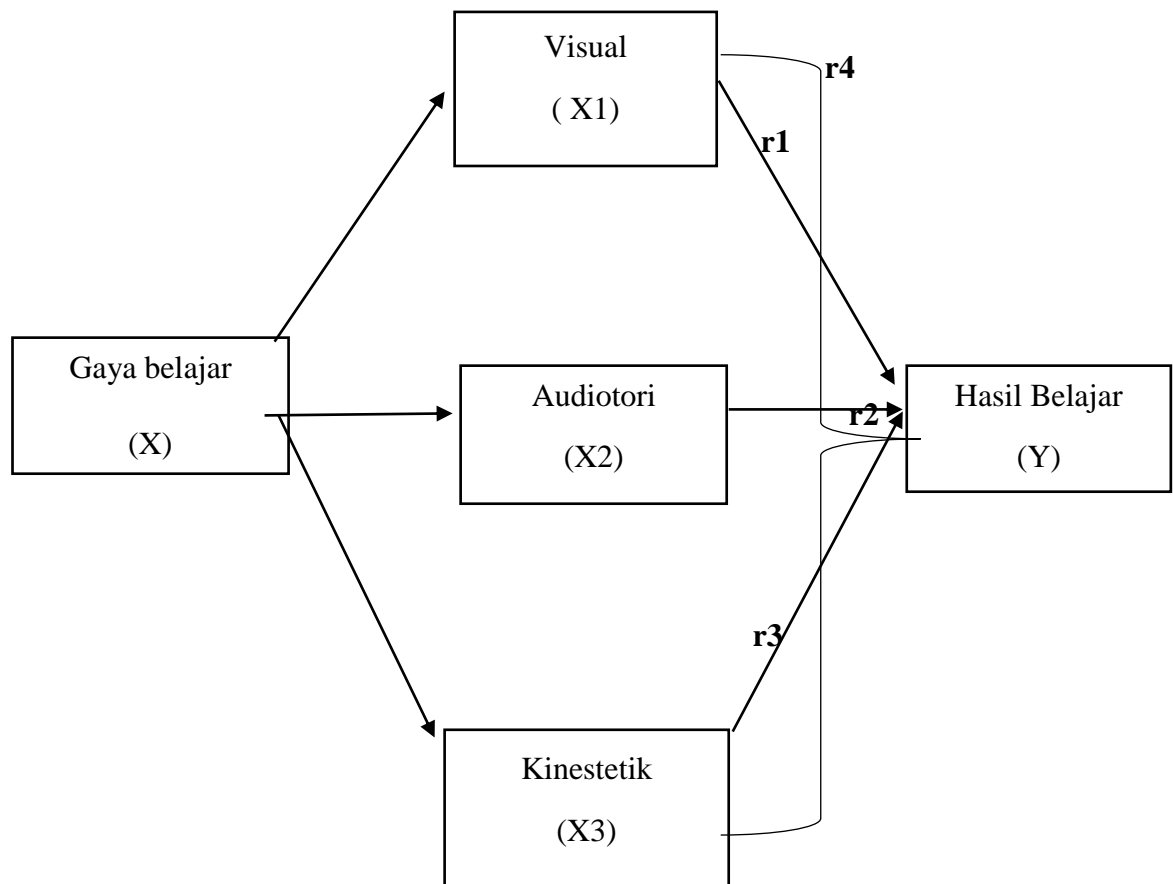 Visual
( X1)
r4
r1
Gaya belajar
(X)
Audiotori
(X2)
r2
Hasil Belajar
(Y)
r3
Kinestetik
(X3)